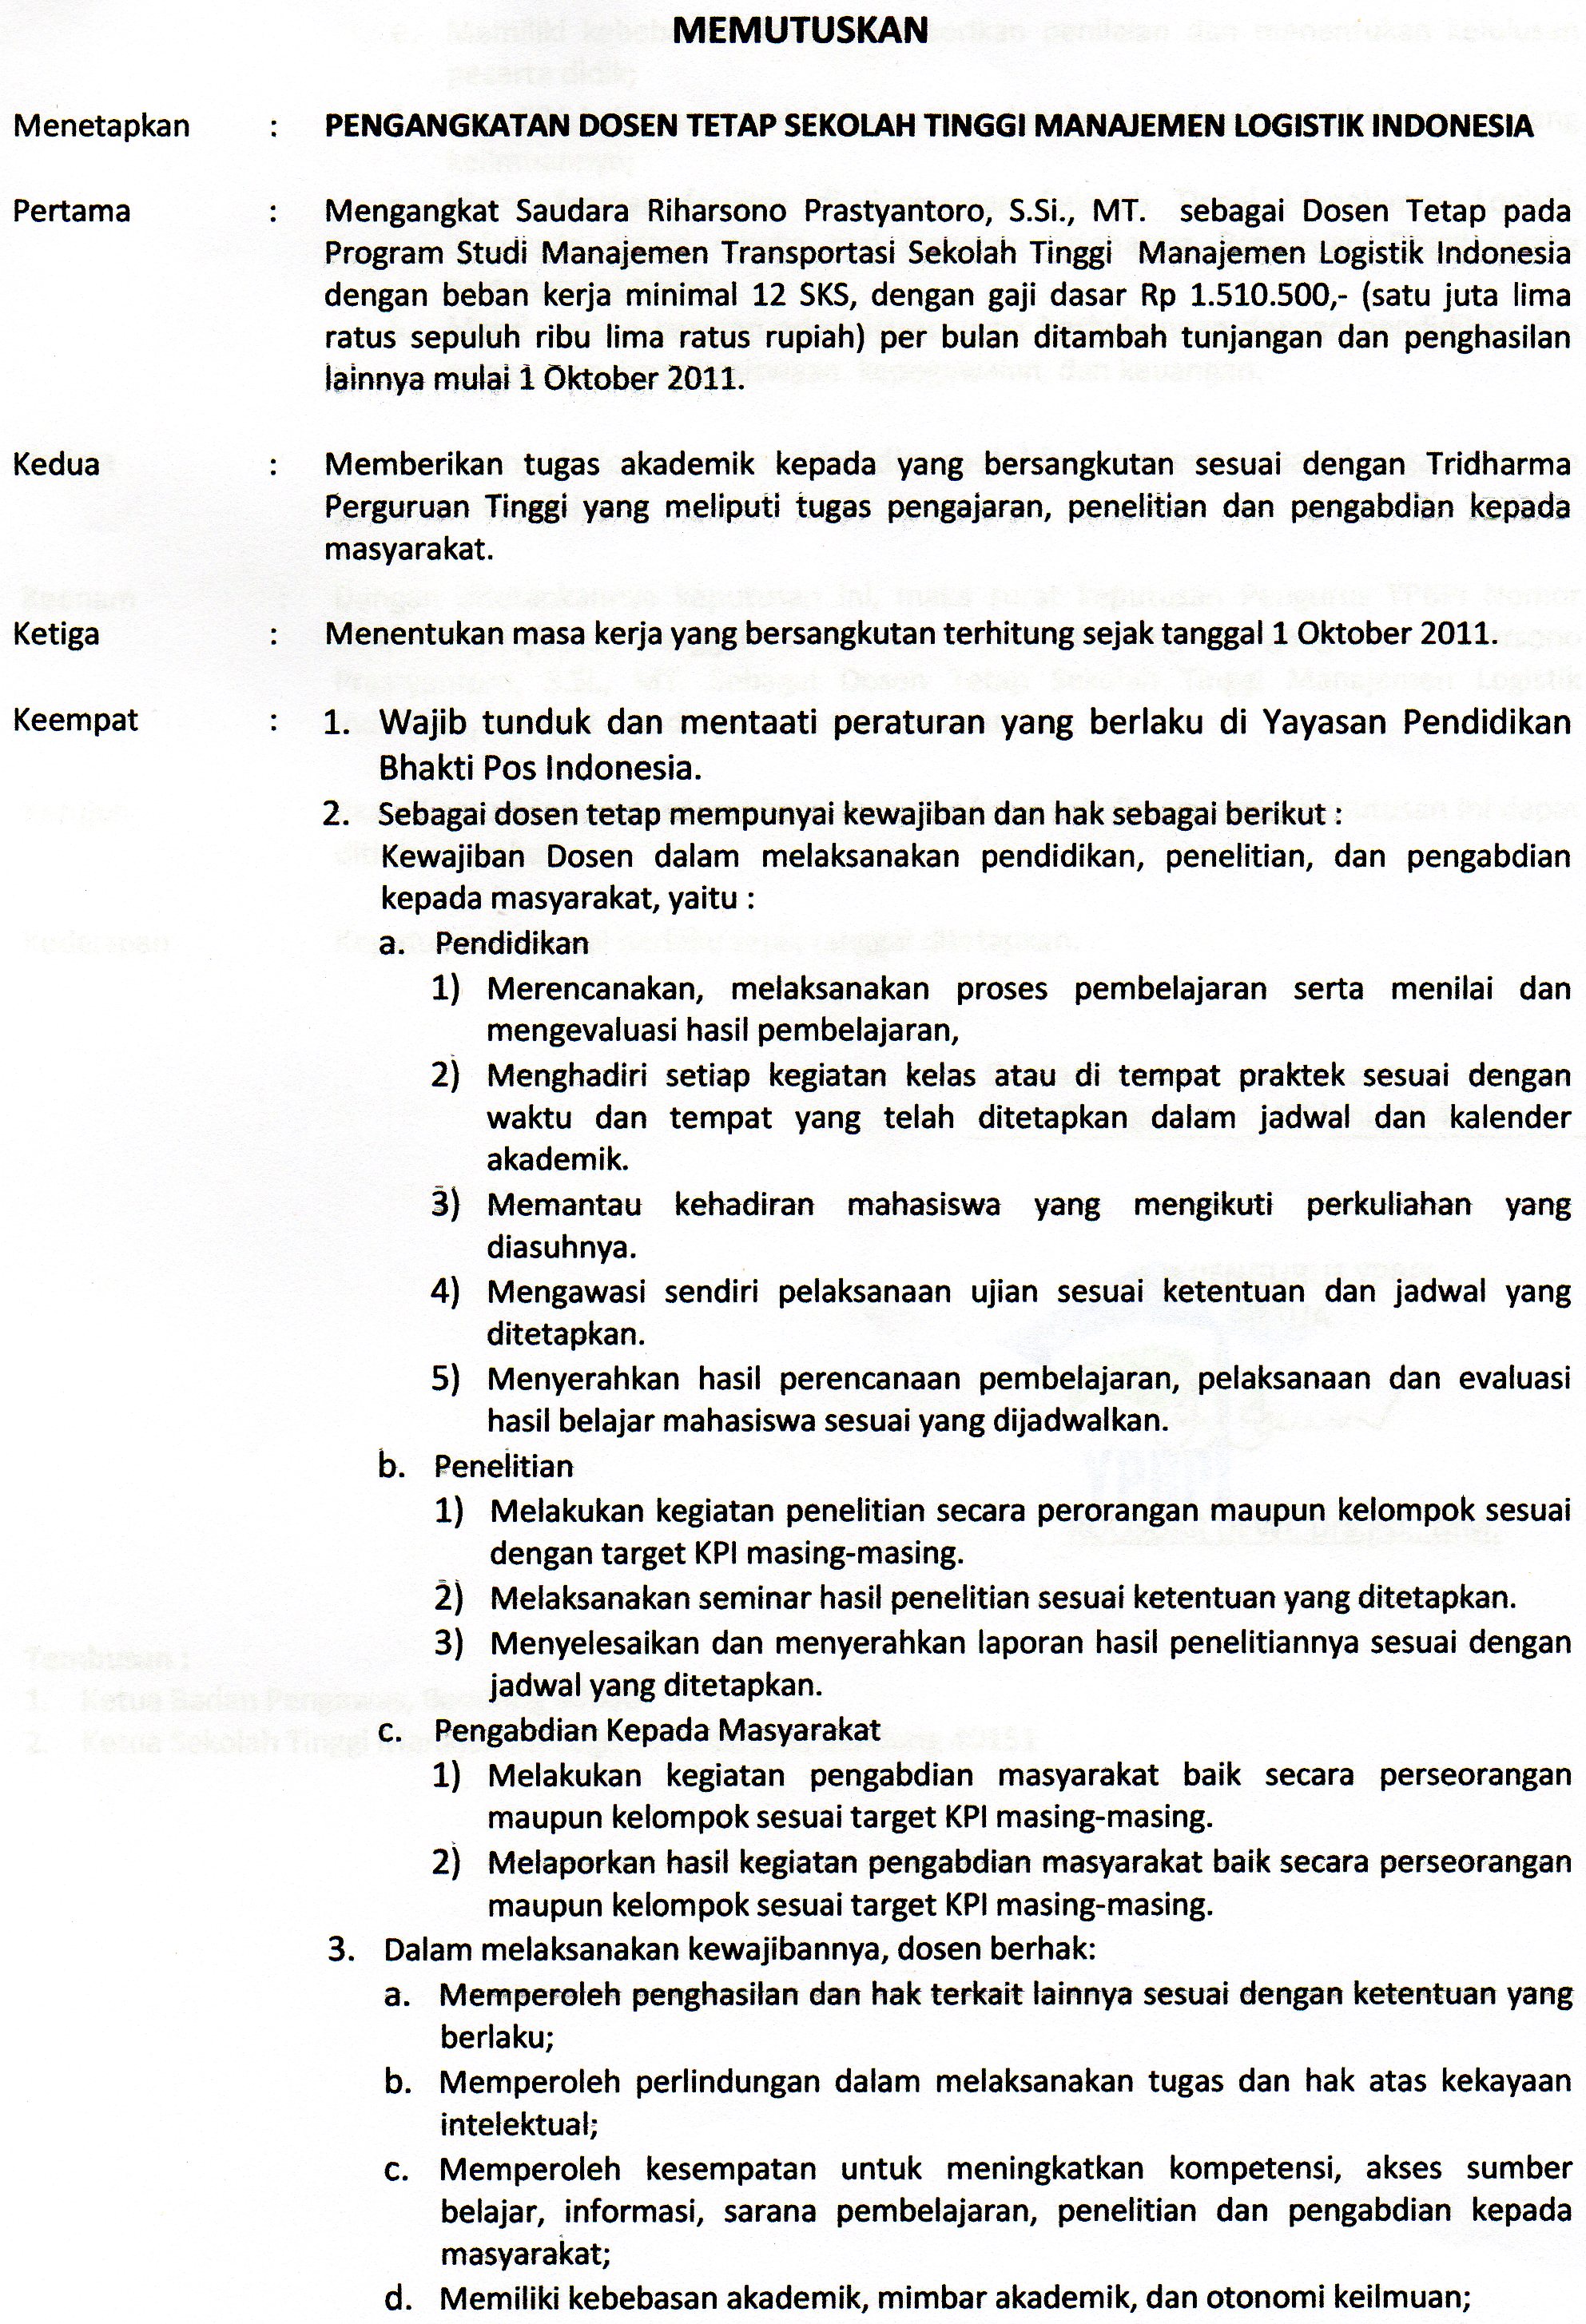 MEMUTUSKAN
Menetapkan : PENGANGKATAN DOSEN TETAP SEKOLAH TINGGI MANAJEMEN LOGISTIK INDONESIA
Pertama : Mengangkat Saudara Riharsono Prastyantoro, S.Si., MT. sebagai Dosen Tetap pada
Program Studi Manajemen Transportasi Sekolah Tinggi Manajemen Logistik Indonesia
dengan beban kerja minimal 12 SKS, dengan gaji dasar Rp 1.510.500,- (satu juta lima
ratus sepuluh ribu lima ratus rupiah) per bulan ditambah tunjangan dan penghasilan
lainnya mulai 1 Oktober 2011.
Kedua : Memberikan tugas akademik kepada yang bersangkutan sesuai dengan Tridharma
Perguruan Tinggi yang meliputi tugas pengajaran, penelitian dan pengabdian kepada
masyarakat.
Ketiga : Menentukan masa kerja yang bersangkutan terhitung sejak tanggal 1 Oktober 2011.
Keempat : 1. Wajib tunduk dan mentaati peraturan yang berlaku di Yayasan Pendidikan
Bhakti Pos Indonesia.
2. Sebagai dosen tetap mempunyai kewajiban dan hak sebagai berikut :
Kewajiban Dosen dalam melaksanakan pendidikan, penelitian, dan pengabdian
kepada masyarakat, yaitu :
a. Pendidikan
1) Merencanakan, melaksanakan proses pembelajaran serta menilai dan
mengevaluasi hasil pembelajaran,
2) Menghadiri setiap kegiatan kelas atau di tempat praktek sesuai dengan
waktu dan tempat yang telah ditetapkan dalam jadwal dan kalender
akademik.
3) Memantau kehadiran mahasiswa yang mengikuti perkuliahan yang
diasuhnya.
4) Mengawasi sendiri pelaksanaan ujian sesuai ketentuan dan jadwal yang
ditetapkan.
5) Menyerahkan hasil perencanaan pembelajaran, pelaksanaan dan evaluasi
hasil belajar mahasiswa sesuai yang dijadwalkan.
b. Penelitian
1) Melakukan kegiatan penelitian secara perorangan maupun kelompok sesuai
dengan target KPI masing-masing.
2) Melaksanakan seminar hasil penelitian sesuai ketentuan yang ditetapkan.
3) Menyelesaikan dan menyerahkan laporan hasil penelitiannya sesuai dengan
jadwal yang ditetapkan.
c. Pengabdian Kepada Masyarakat
1) Melakukan kegiatan pengabdian masyarakat baik secara perseorangan
maupun kelompok sesuai target KPI masing-masing.
2) Melaporkan hasil kegiatan pengabdian masyarakat baik secara perseorangan
maupun kelompok sesuai target KPI masing-masing.
3. Dalam melaksanakan kewajibannya, dosen berhak:
a. Memperoleh penghasilan dan hak terkait lainnya sesuai dengan ketentuan yang
berlaku;
b. Memperoleh perlindungan dalam melaksanakan tugas dan hak atas kekayaan
intelektual;
c. Memperoleh kesempatan untuk meningkatkan kompetensi, akses sumber
belajar, informasi, sarana pembelajaran, penelitian dan pengabdian kepada
masyarakat;
d. Memiliki kebebasan akademik, mimbar akademik, dan otonomi keilmuan;